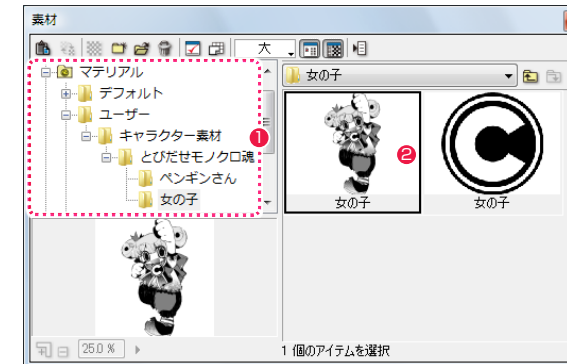 素材
大
マテリアル
デフォルト
ユーザー
キャラクター素材
とびだせモノクロ魂
ペンギンさん
女の子
1
女の子
2
女の子
女の子
25.0 %
1 個のアイテムを選択